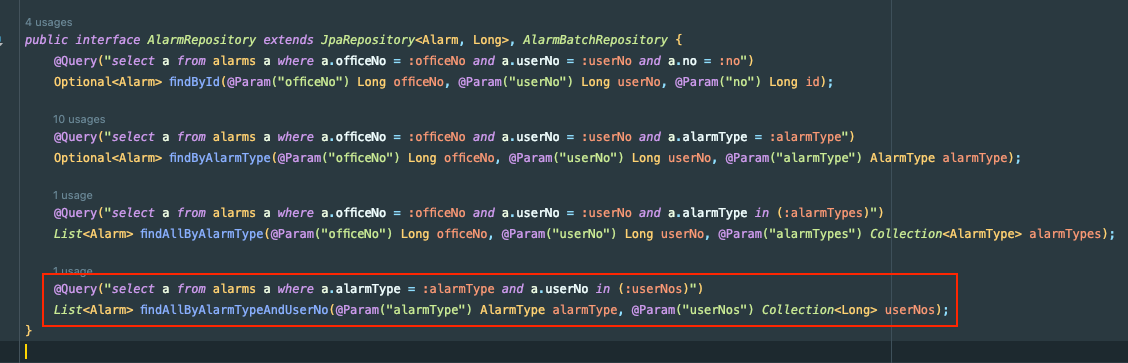 4 usages
public interface AlarmRepository extends JpaRepository<Alarm, Long>, AlarmBatchRepository {
@Query("select a from alarms a where a.officeNo = :officeNo and a.userNo = :userNo and a.no = :no")
Optional<Alarm> findById(@Param("officeNo") Long officeNo, @Param("userNo") Long userNo, @Param("no") Long id);
10 usages
@Query("select a from alarms a where a.officeNo = :officeNo and a.userNo = :userNo and a.alarmType = :alarmType")
Optional<Alarm> findByAlarmType(@Param("officeNo") Long officeNo, @Param("userNo") Long userNo, @Param("alarmType") AlarmType alarmType);
1 usage
@Query("select a from alarms a where a.officeNo = :officeNo and a.userNo = :userNo and a.alarmType in (:alarmTypes)")
List<Alarm> findAllByAlarmType(@Param("officeNo") Long officeNo, @Param("userNo") Long userNo, @Param("alarmTypes") Collection<AlarmType> alarmTypes);
1 usage
@Query("select a from alarms a where a.alarmType = :alarmType and a.userNo in (:userNos)")
List<Alarm> findAllByAlarmTypeAndUserNo(@Param("alarmType") AlarmType alarmType, @Param("userNos") Collection<Long> userNos);
}